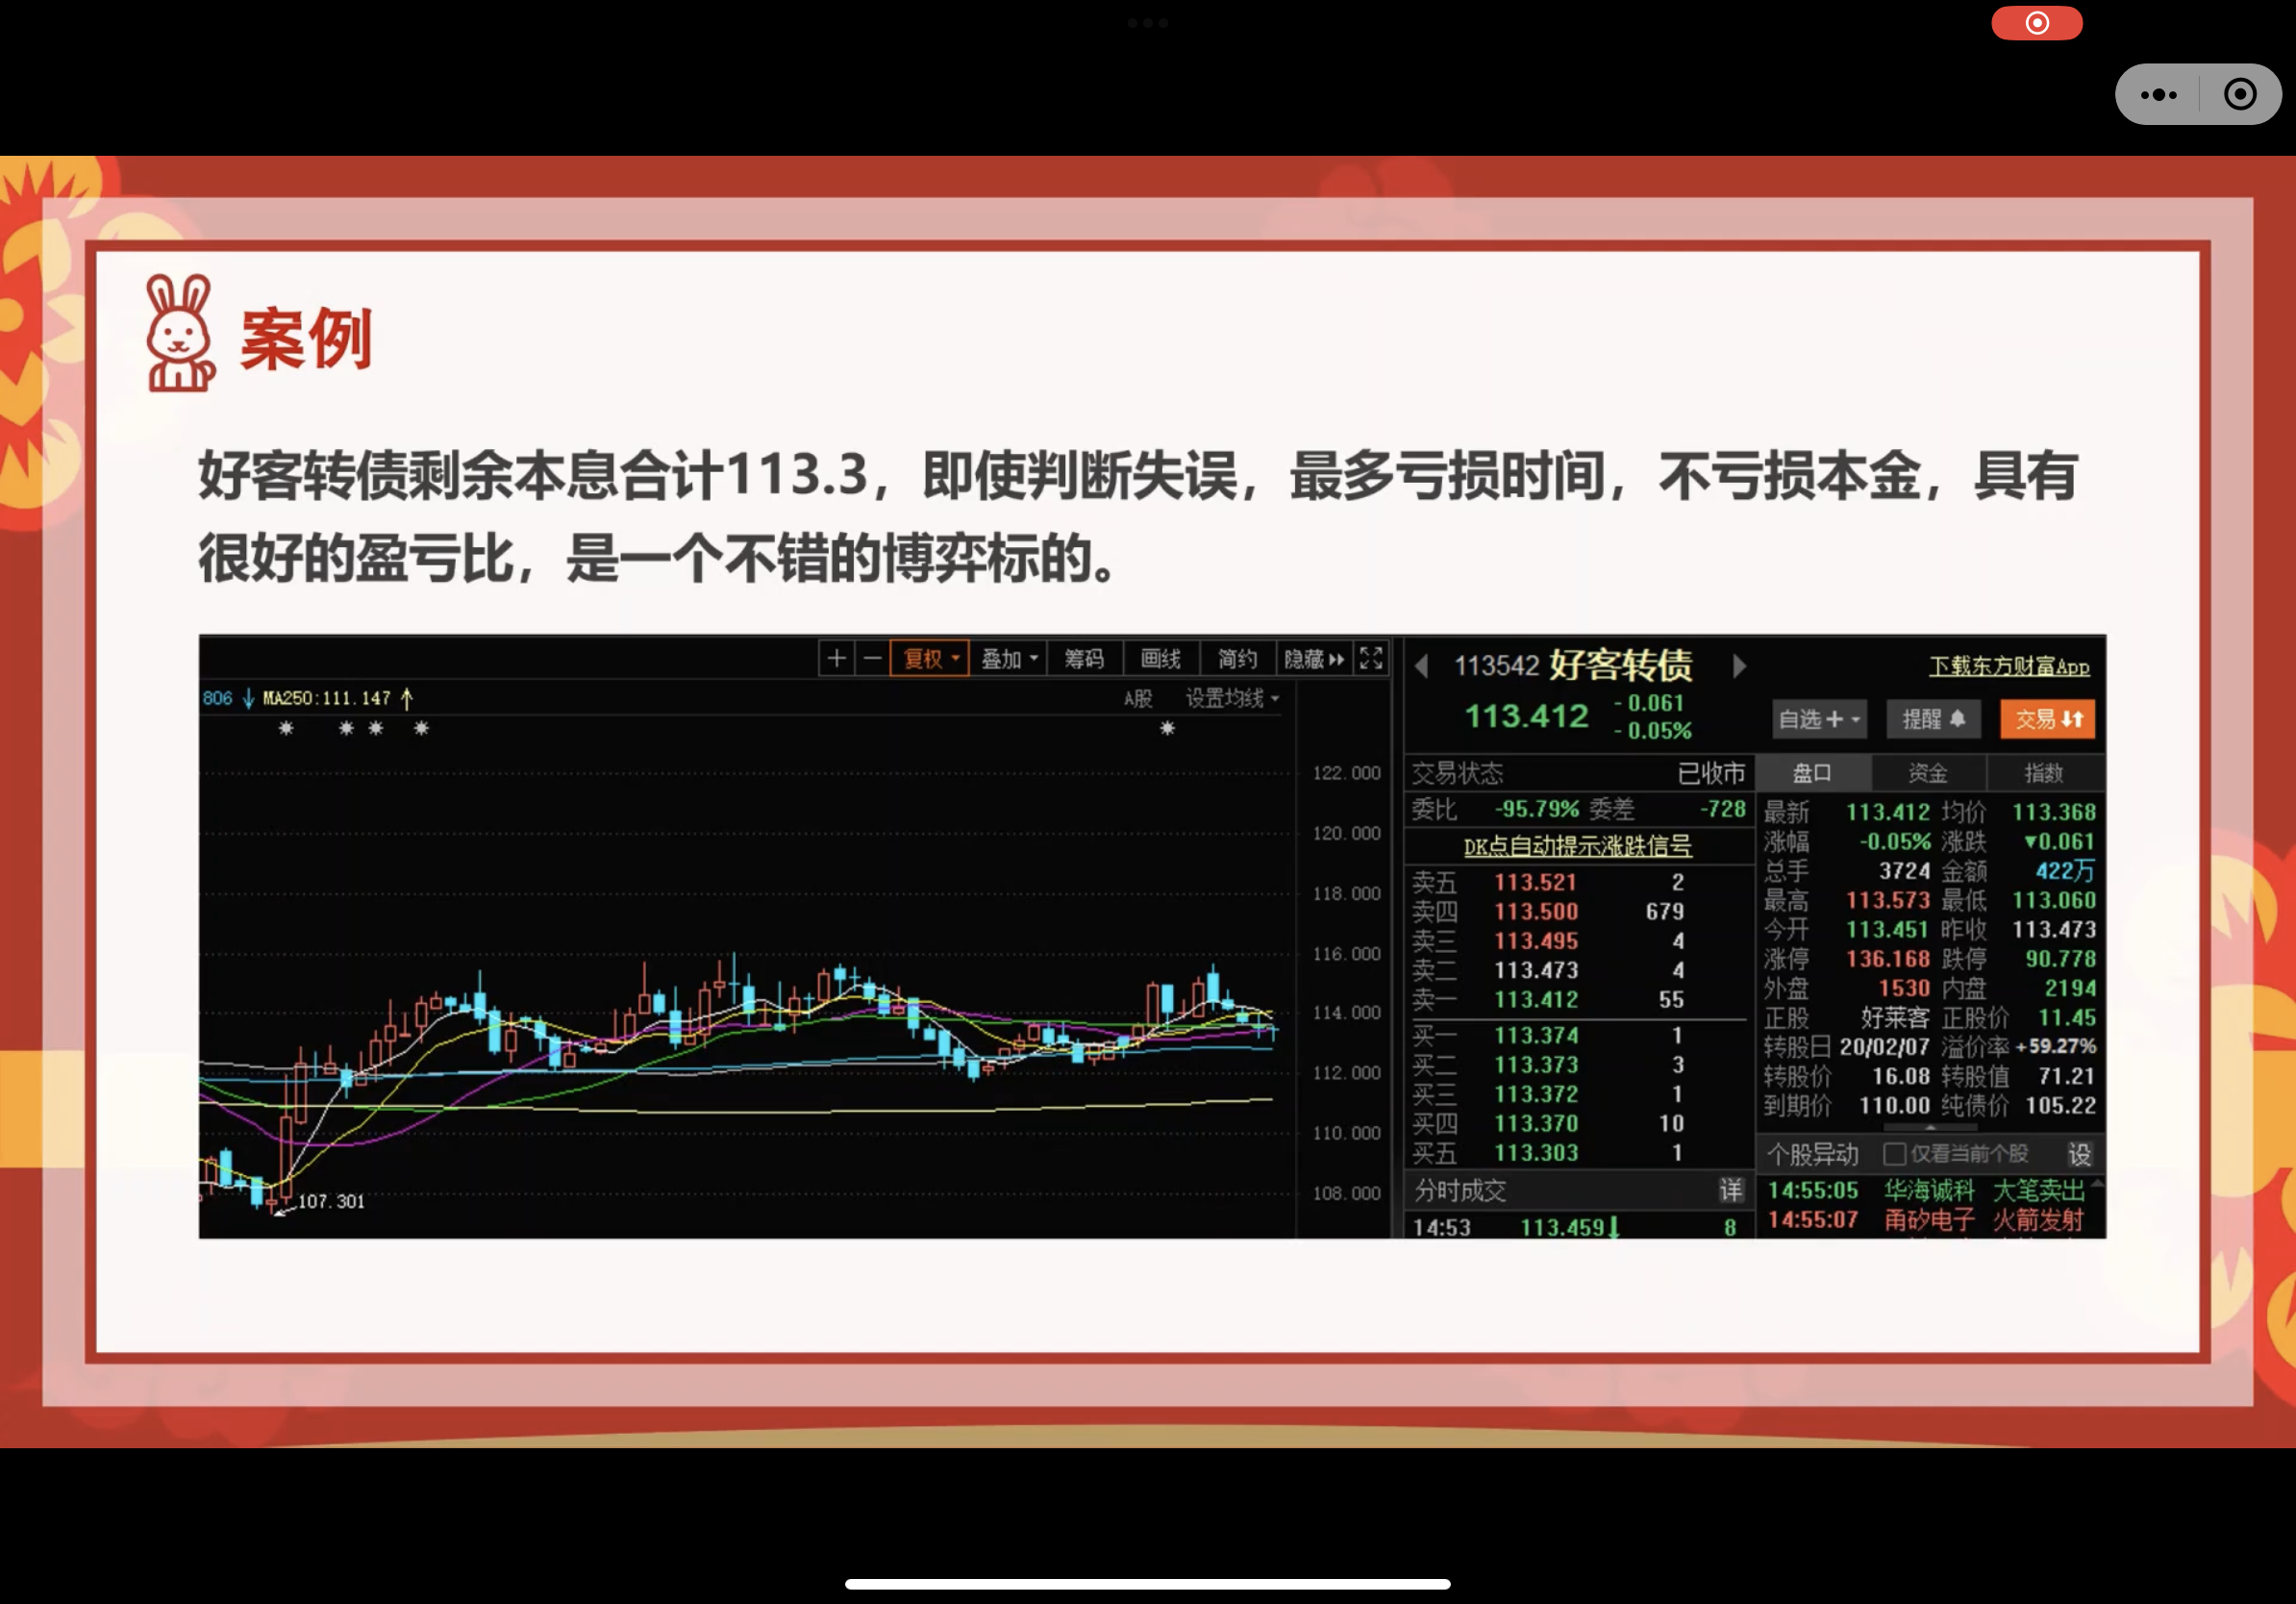 案例
好客转债剩余本息合计113.3，即使判断失误，最多亏损时间，不亏损本金，具有
很好的盈亏比，是一个不错的博弈标的。
复权 叠加 筹码 画线 简约 隐藏
806 ↓ MA250:111.147 ↑ A股 设置均线
122.000
120.000
118.000
116.000
114.000
112.000
110.000
108.000
107.301
113542 好客转债 下载东方财富App
113.412 -0.061
-0.05%
自选+ 提醒 交易
交易状态 已收市
委比 -95.79% 委差 -728
DK点自动提示涨跌信号
卖五 113.521 2
卖四 113.500 679
卖三 113.495 4
卖二 113.473 4
卖一 113.412 55
买一 113.374 1
买二 113.373 3
买三 113.372 1
买四 113.370 10
买五 113.303 1
分时成交 详
14:53 113.459↓ 8
盘口 资金 指数
最新 113.412 均价 113.368
涨幅 -0.05% 涨跌 ▼0.061
总手 3724 金额 422万
最高 113.573 最低 113.060
今开 113.451 昨收 113.473
涨停 136.168 跌停 90.778
外盘 1530 内盘 2194
正股 好莱客 正股价 11.45
转股日 20/02/07 溢价率 +59.27%
转股价 16.08 转股值 71.21
到期价 110.00 纯债价 105.22
个股异动 仅看当前个股 设
14:55:05 华海诚科 大笔卖出
14:55:07 甬矽电子 火箭发射